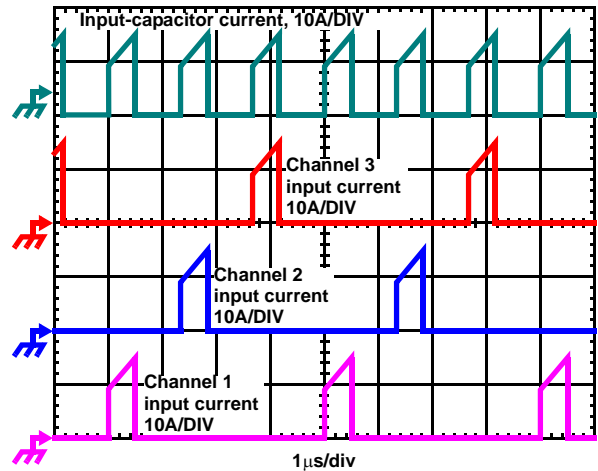 Input-capacitor current, 10A/DIV
Channel 3
input current
10A/DIV
Channel 2
input current
10A/DIV
Channel 1
input current
10A/DIV
1μs/div